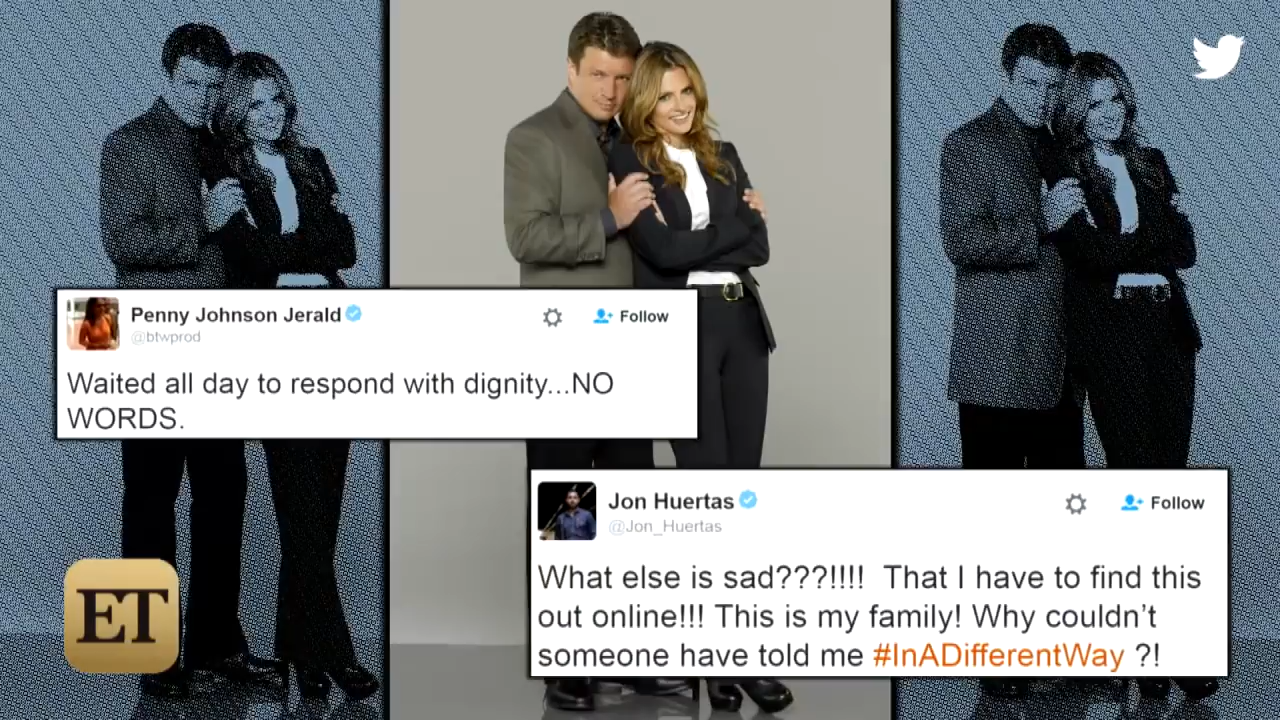 Penny Johnson Jerald
Follow
@btwprod
Waited all day to respond with dignity...NO
WORDS.
Jon Huertas
Follow
@Jon_Huertas
What else is sad???!!!! That I have to find this
out online!!! This is my family! Why couldn't
someone have told me #InADifferentWay ?!
ET